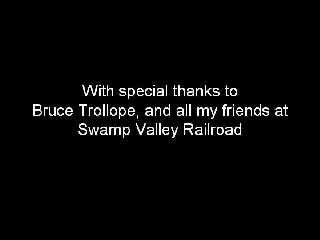 With special thanks to
Bruce Trollope, and all my friends at
Swamp Valley Railroad